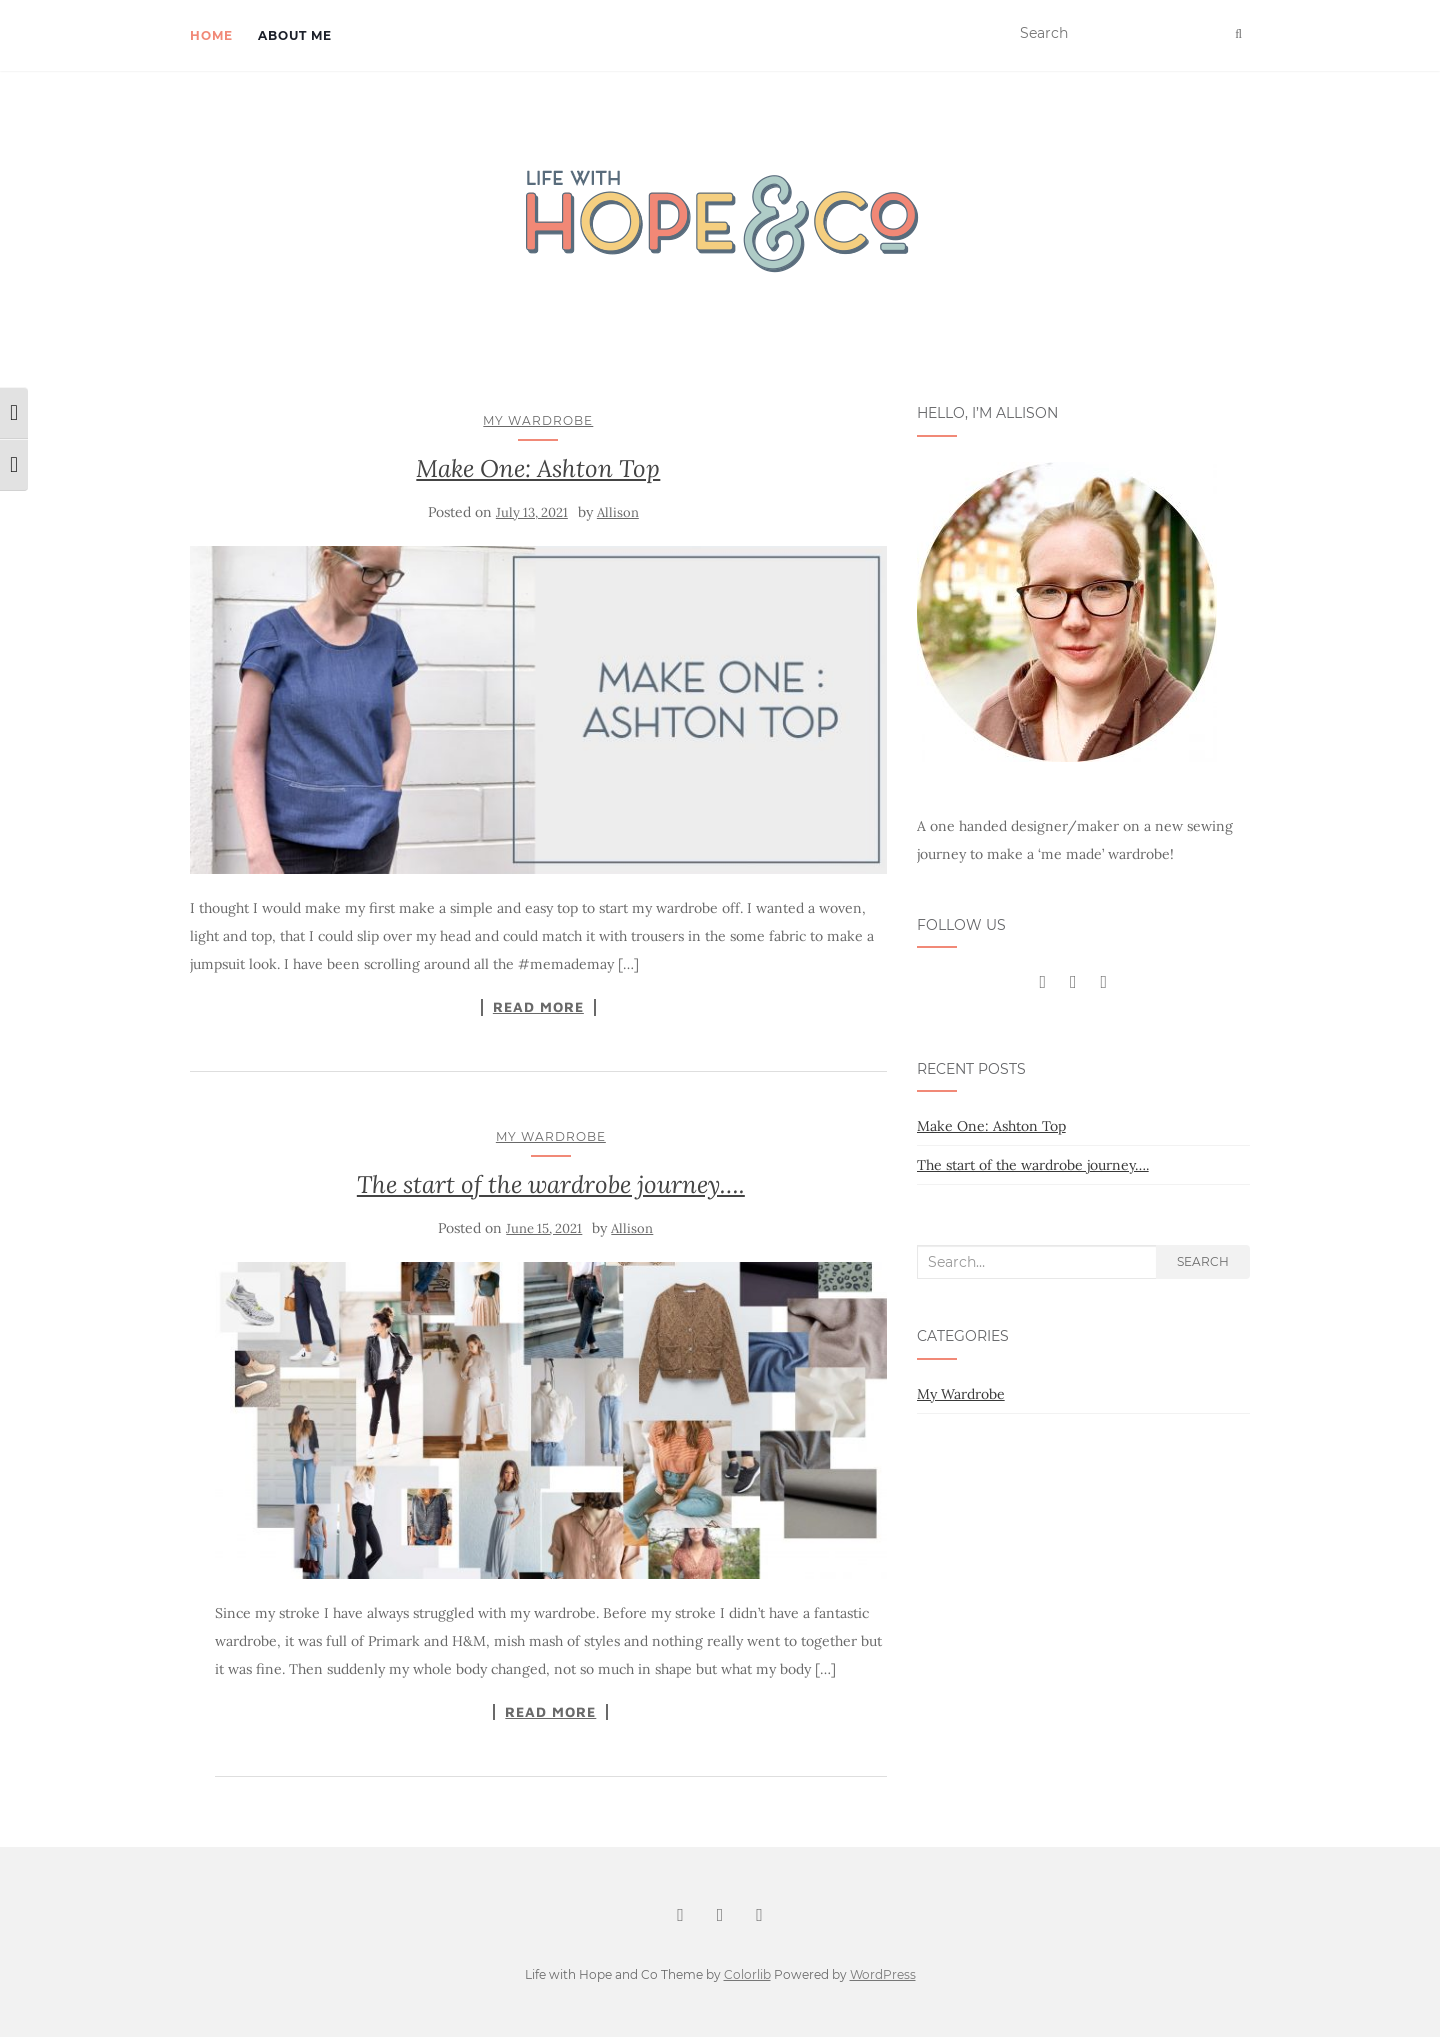 HOME ABOUT ME Search
LIFE WITH
HOPE&CO
MY WARDROBE
Make One: Ashton Top
Posted on July 13, 2021 by Allison
MAKE ONE :
ASHTON TOP
I thought I would make my first make a simple and easy top to start my wardrobe off. I wanted a woven,
light and top, that I could slip over my head and could match it with trousers in the some fabric to make a
jumpsuit look. I have been scrolling around all the #memademay […]
READ MORE
MY WARDROBE
The start of the wardrobe journey….
Posted on June 15, 2021 by Allison
Since my stroke I have always struggled with my wardrobe. Before my stroke I didn’t have a fantastic
wardrobe, it was full of Primark and H&M, mish mash of styles and nothing really went to together but
it was fine. Then suddenly my whole body changed, not so much in shape but what my body […]
READ MORE
HELLO, I’M ALLISON
A one handed designer/maker on a new sewing
journey to make a ‘me made’ wardrobe!
FOLLOW US
RECENT POSTS
Make One: Ashton Top
The start of the wardrobe journey….
Search... SEARCH
CATEGORIES
My Wardrobe
Life with Hope and Co Theme by Colorlib Powered by WordPress